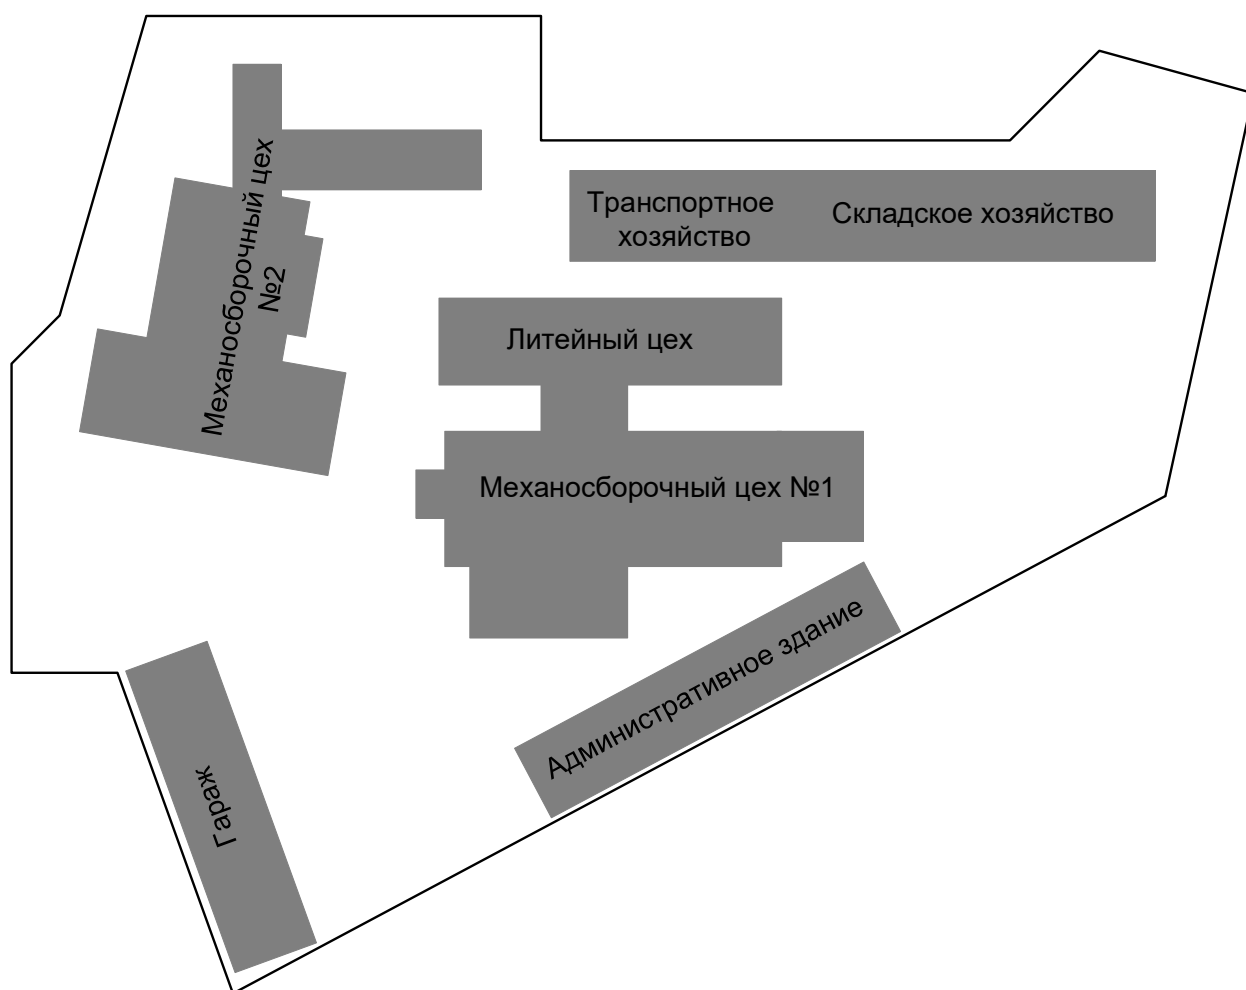 Механосборочный цех
№2
Транспортное
хозяйство
Складское хозяйство
Литейный цех
Механосборочный цех №1
Административное здание
Гараж